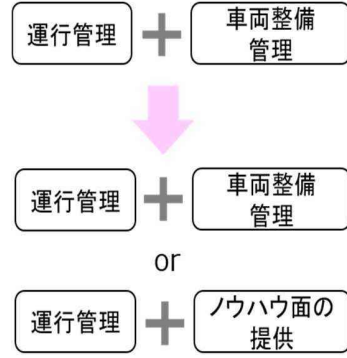 運行管理
車両整備
管理
運行管理
車両整備
管理
or
運行管理
ノウハウ面の
提供